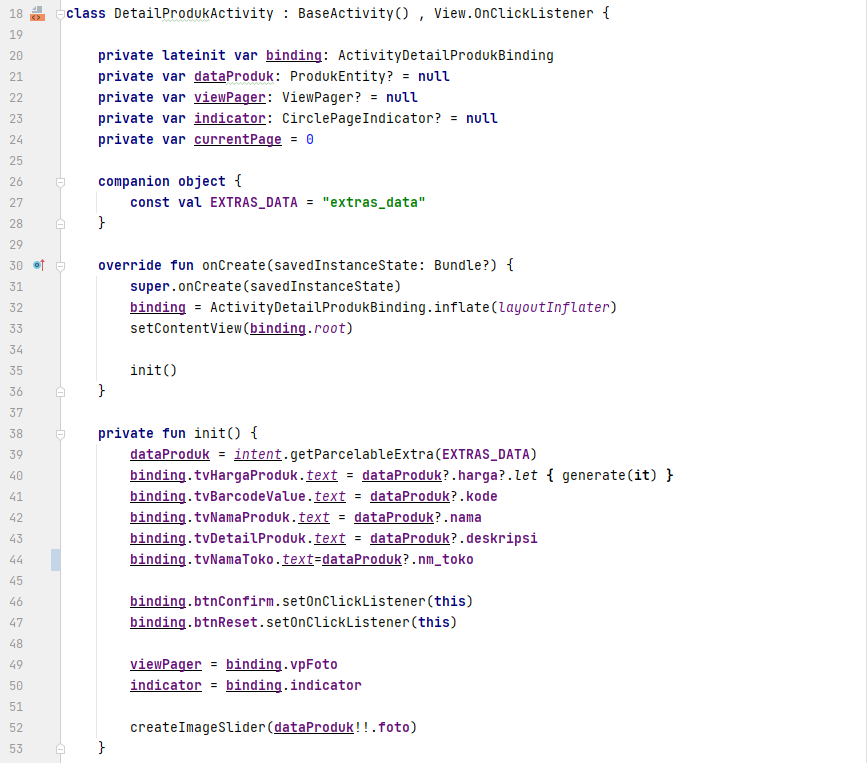 18 class DetailProdukActivity : BaseActivity() , View.OnClickListener {
19
20 private lateinit var binding: ActivityDetailProdukBinding
21 private var dataProduk: ProdukEntity? = null
22 private var viewPager: ViewPager? = null
23 private var indicator: CirclePageIndicator? = null
24 private var currentPage = 0
25
26 companion object {
27 const val EXTRAS_DATA = "extras_data"
28 }
29
30 override fun onCreate(savedInstanceState: Bundle?) {
31 super.onCreate(savedInstanceState)
32 binding = ActivityDetailProdukBinding.inflate(layoutInflater)
33 setContentView(binding.root)
34
35 init()
36 }
37
38 private fun init() {
39 dataProduk = intent.getParcelableExtra(EXTRAS_DATA)
40 binding.tvHargaProduk.text = dataProduk?.harga?.let { generate(it) }
41 binding.tvBarcodeValue.text = dataProduk?.kode
42 binding.tvNamaProduk.text = dataProduk?.nama
43 binding.tvDetailProduk.text = dataProduk?.deskripsi
44 binding.tvNamaToko.text=dataProduk?.nm_toko
45
46 binding.btnConfirm.setOnClickListener(this)
47 binding.btnReset.setOnClickListener(this)
48
49 viewPager = binding.vpFoto
50 indicator = binding.indicator
51
52 createImageSlider(dataProduk!!.foto)
53 }